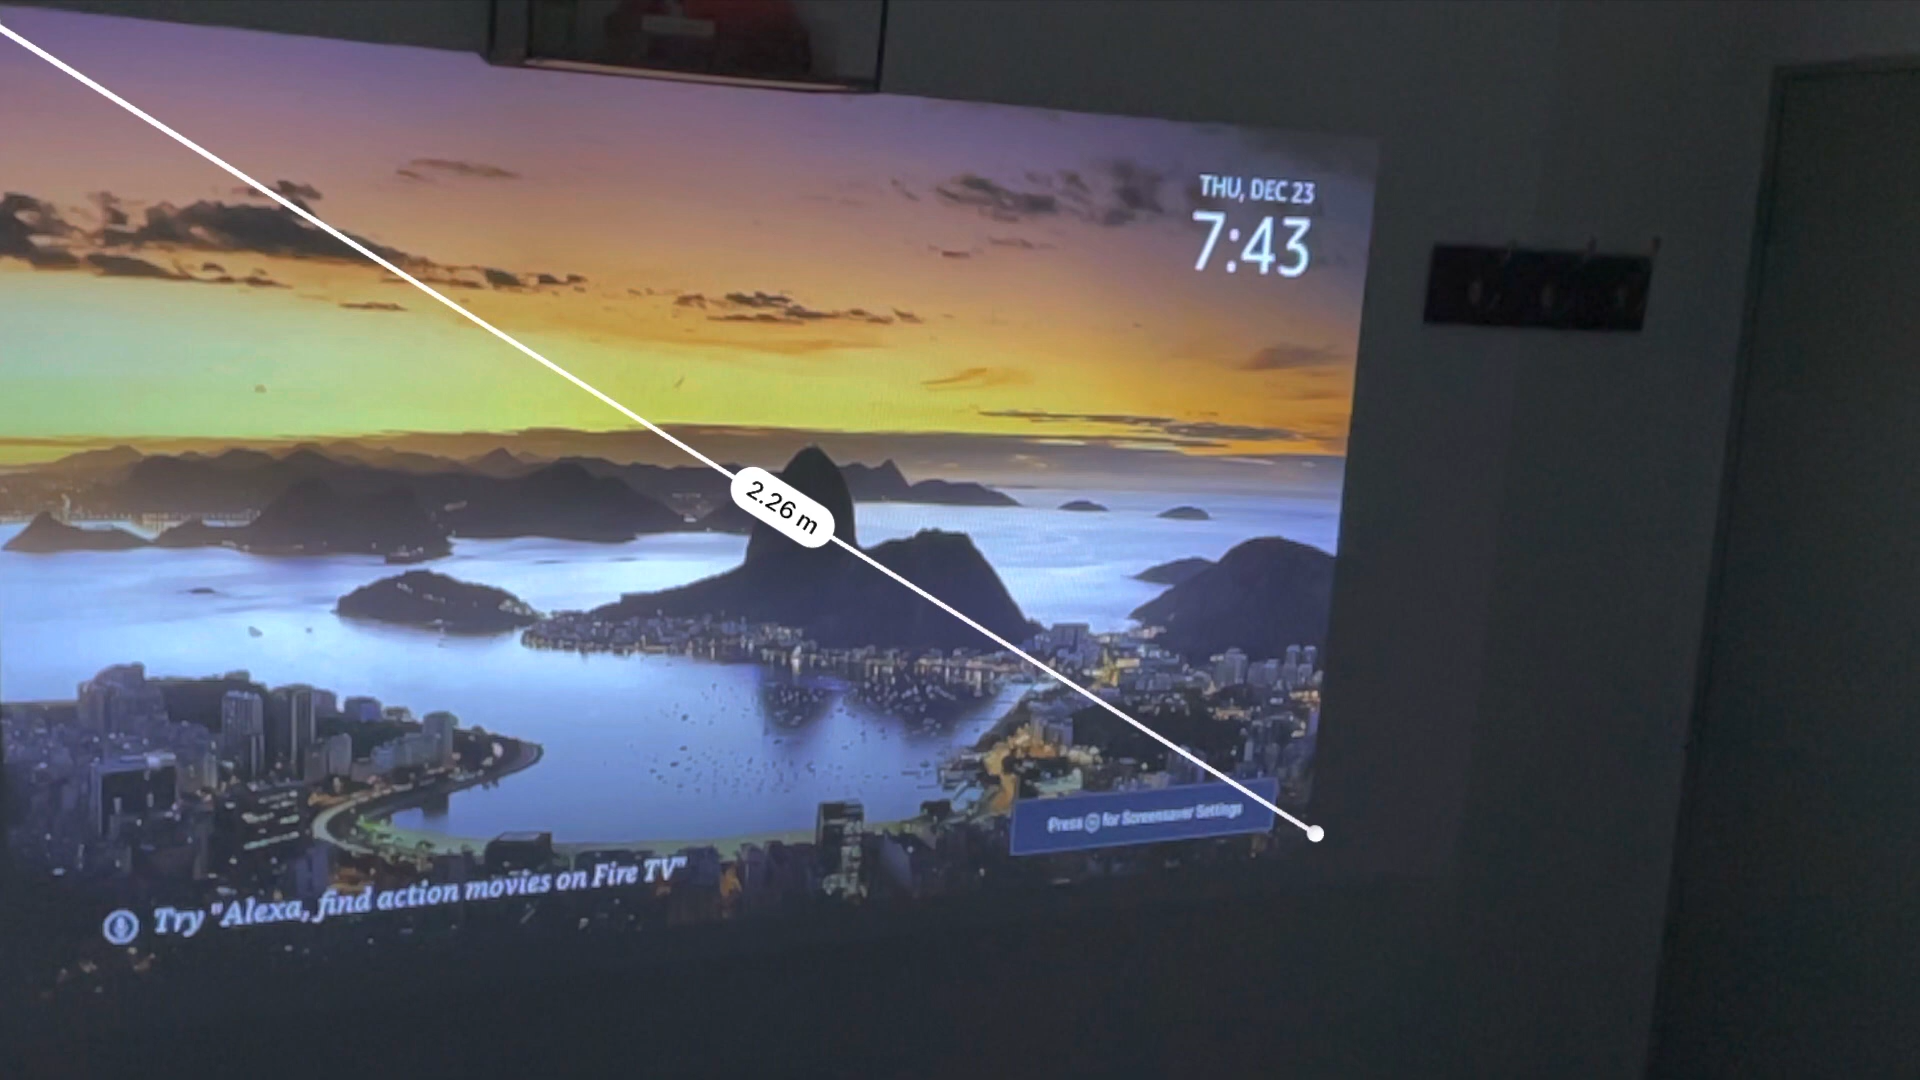 THU, DEC 23
7:43
2.26 m
Press for Screensaver Settings
Try "Alexa, find action movies on Fire TV"